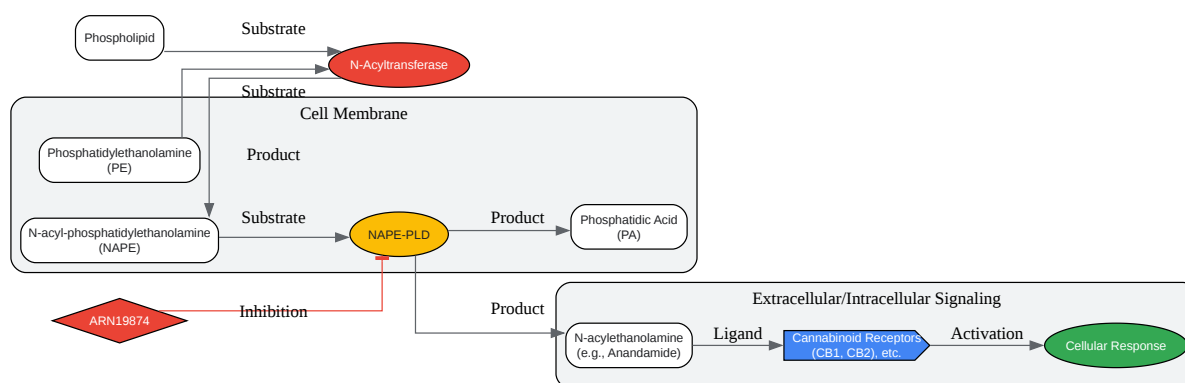 Substrate
Phospholipid
N-Acyltransferase
Substrate
Cell Membrane
Phosphatidylethanolamine
(PE)
Product
N-acyl-phosphatidylethanolamine
(NAPE)
Substrate
NAPE-PLD
Product
Phosphatidic Acid
(PA)
ARN19874
Inhibition
Product
Extracellular/Intracellular Signaling
N-acylethanolamine
(e.g., Anandamide)
Ligand
Cannabinoid Receptors
(CB1, CB2), etc.
Activation
Cellular Response